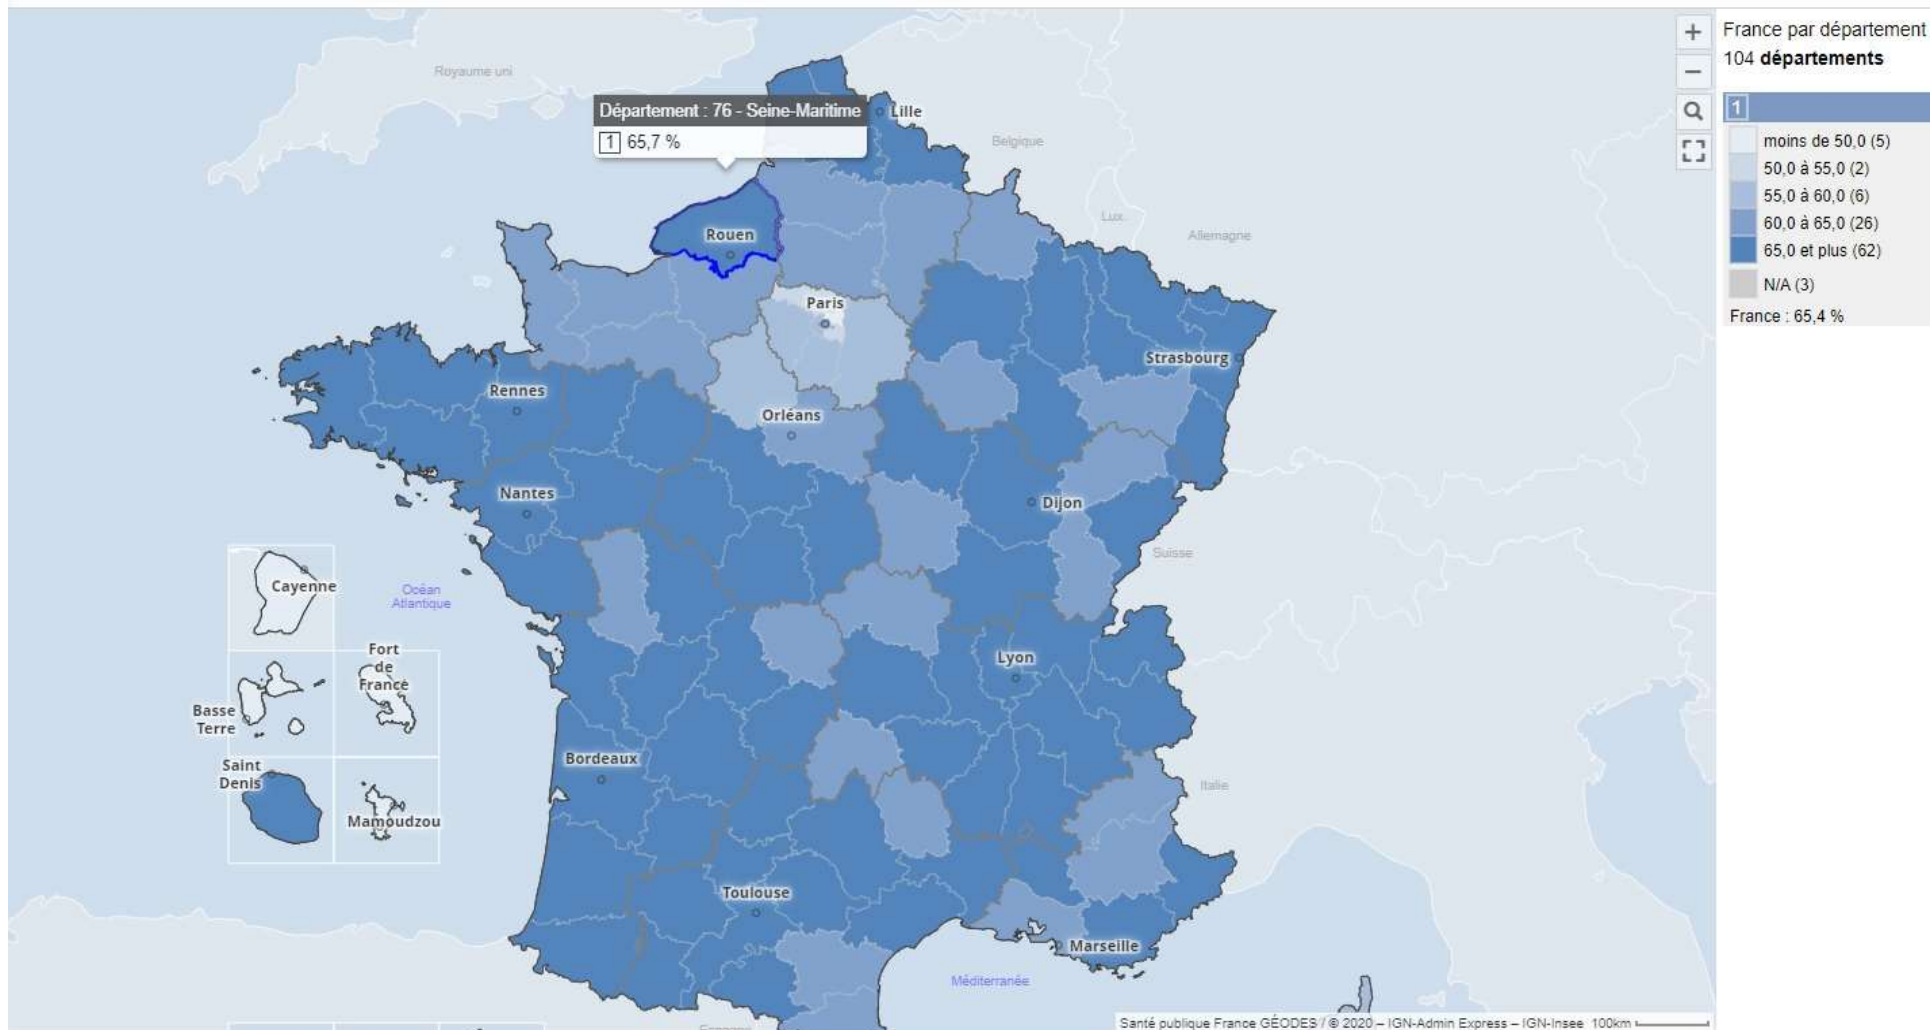 Royaume uni
Département : 76 - Seine-Maritime
1 65,7 %
Lille
Belgique
Rouen
Lux.
Allemagne
Paris
Strasbourg
Rennes
Orléans
Nantes
Dijon
Suisse
Cayenne
Océan
Atlantique
Fort
de
France
Lyon
Basse
Terre
Bordeaux
Saint
Denis
Italie
Mamoudzou
Toulouse
Marseille
Méditerranée
Espagne
Santé publique France GÉODES / © 2020 – IGN-Admin Express – IGN-Insee 100km
+
−
France par département
104 départements
1
moins de 50,0 (5)
50,0 à 55,0 (2)
55,0 à 60,0 (6)
60,0 à 65,0 (26)
65,0 et plus (62)
N/A (3)
France : 65,4 %